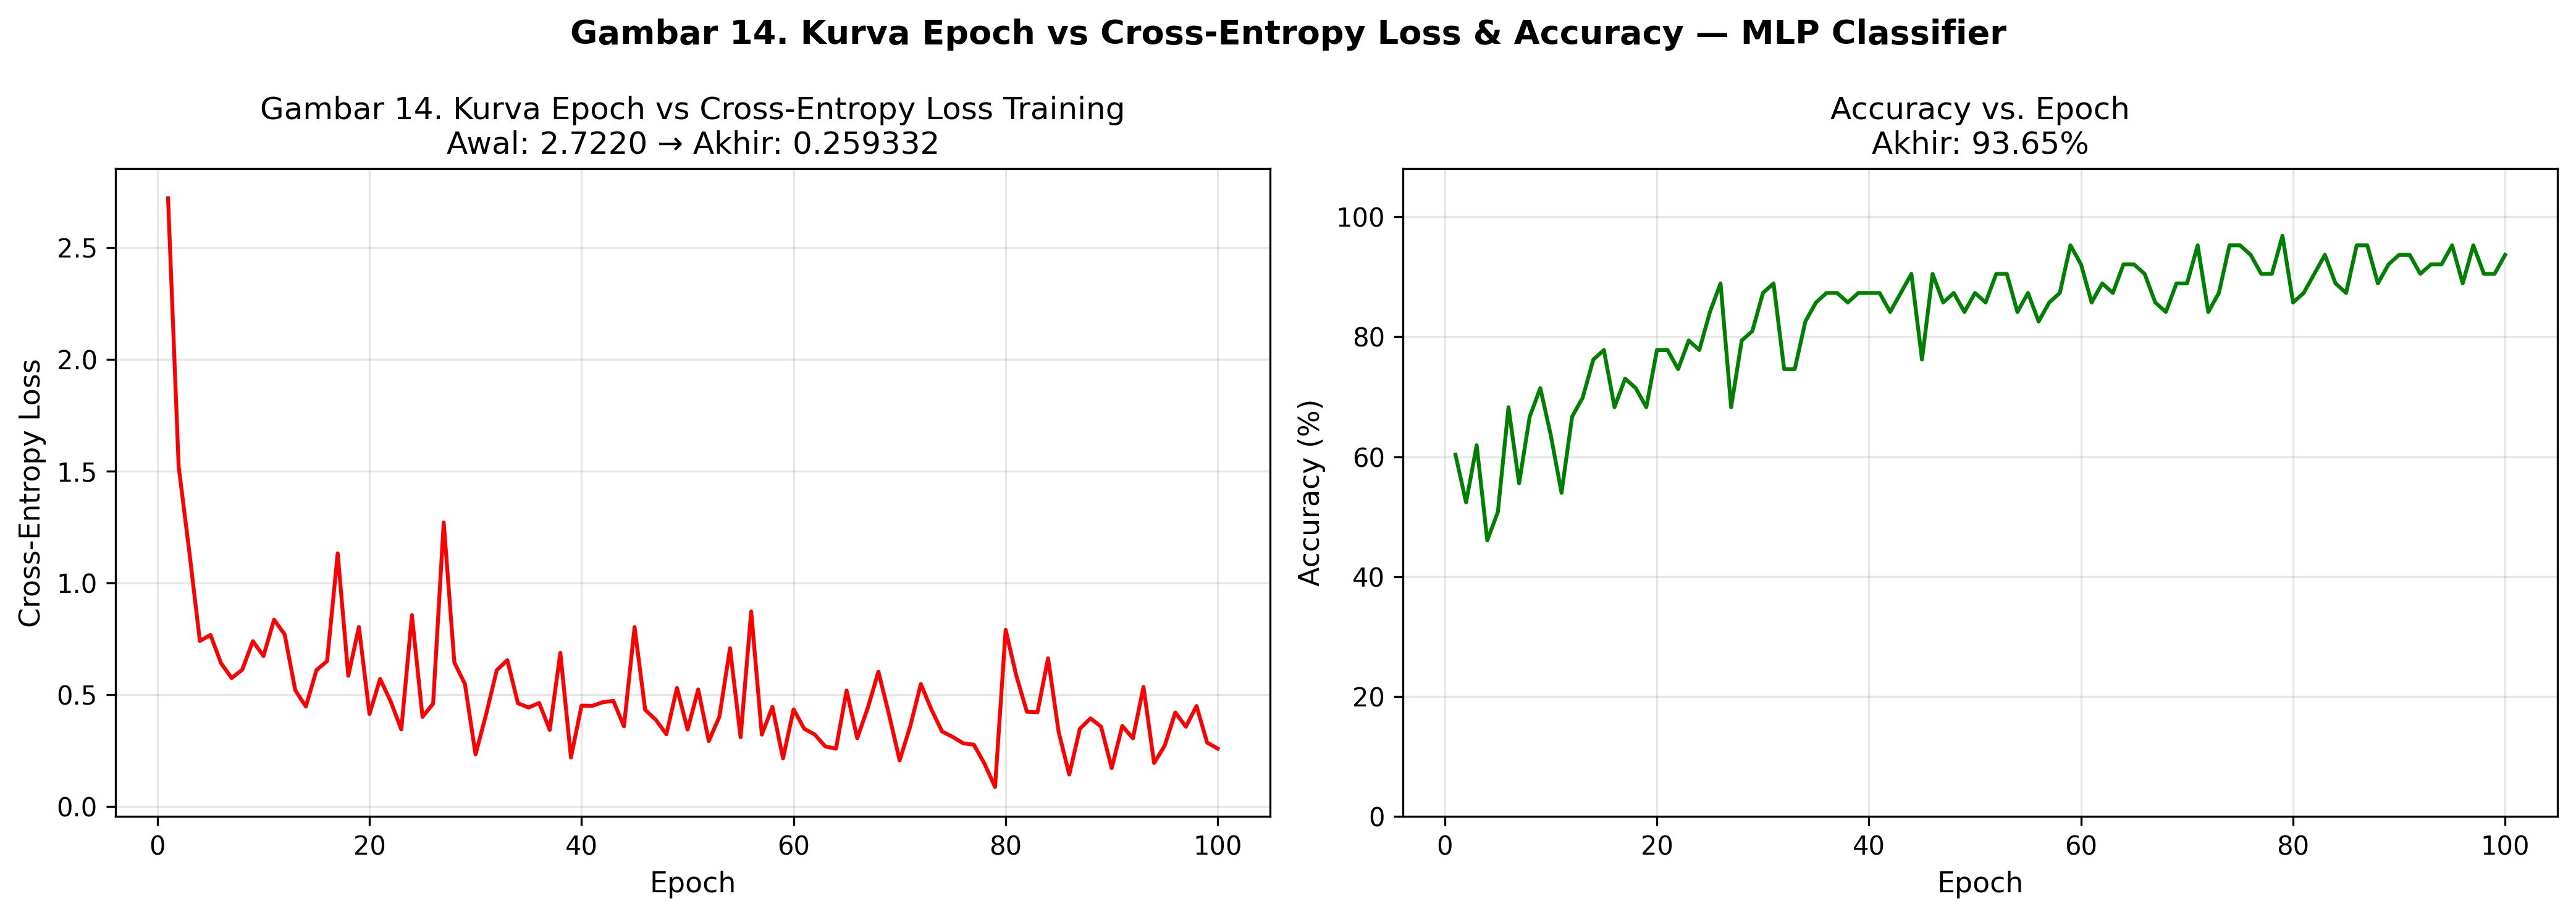 Gambar 14. Kurva Epoch vs Cross-Entropy Loss & Accuracy — MLP Classifier
Gambar 14. Kurva Epoch vs Cross-Entropy Loss Training
Awal: 2.7220 → Akhir: 0.259332
Cross-Entropy Loss
2.5
2.0
1.5
1.0
0.5
0.0
0 20 40 60 80 100
Epoch
Accuracy vs. Epoch
Akhir: 93.65%
Accuracy (%)
100
80
60
40
20
0
0 20 40 60 80 100
Epoch